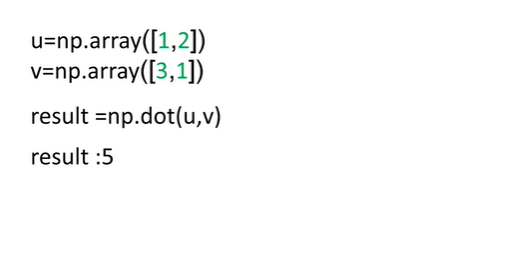 u=np.array([1,2])
v=np.array([3,1])
result =np.dot(u,v)
result :5